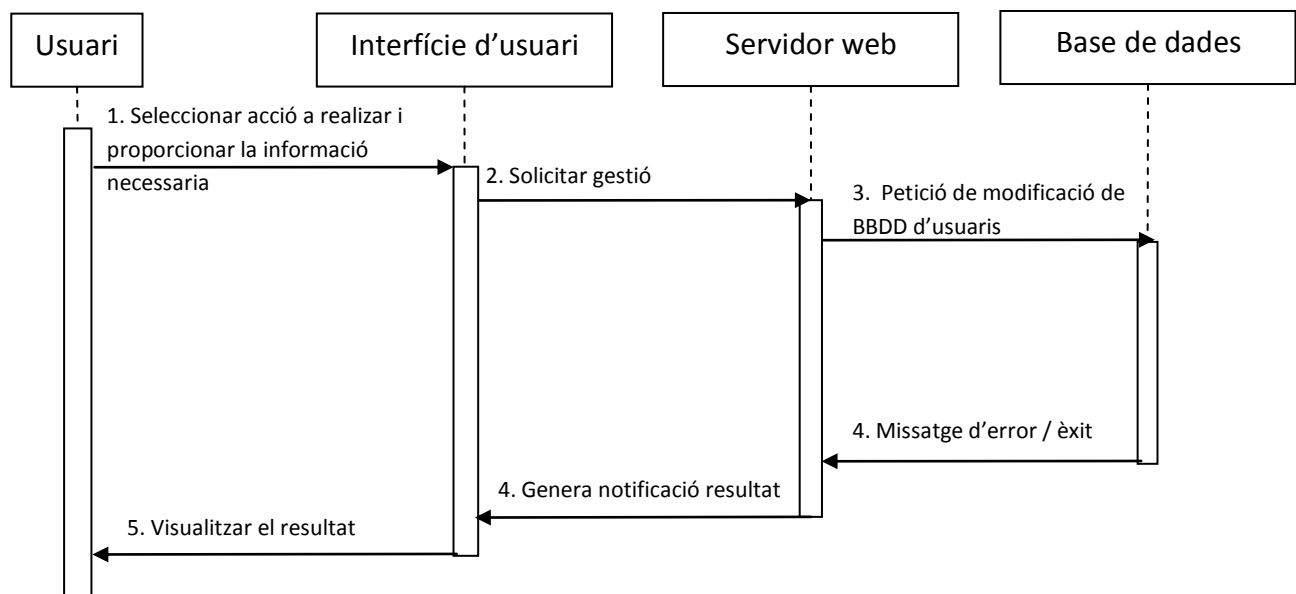 Usuari
Interfície d’usuari
Servidor web
Base de dades
1. Seleccionar acció a realizar i
proporcionar la informació
necessaria
2. Solicitar gestió
3.  Petició de modificació de
BBDD d’usuaris
4. Missatge d’error / èxit
4. Genera notificació resultat
5. Visualitzar el resultat